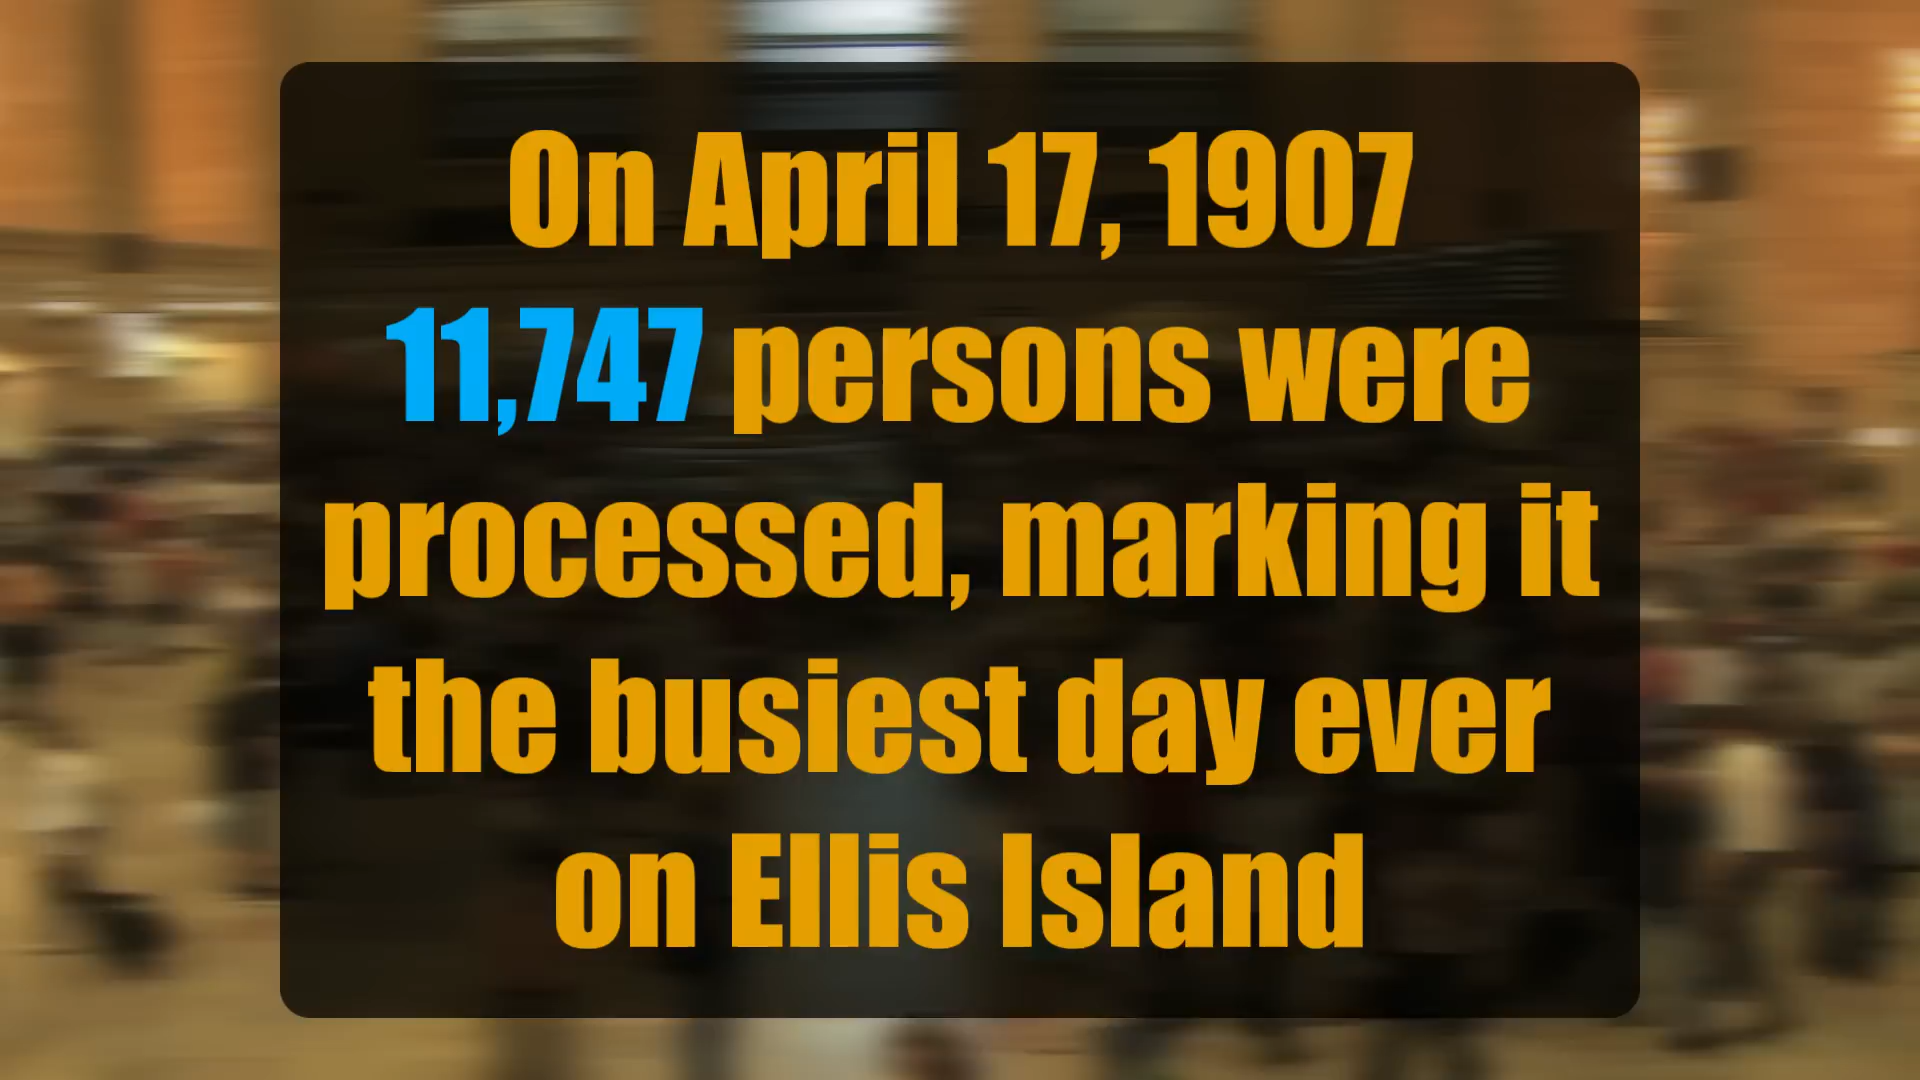 On April 17, 1907
11,747 persons were
processed, marking it
the busiest day ever
on Ellis Island